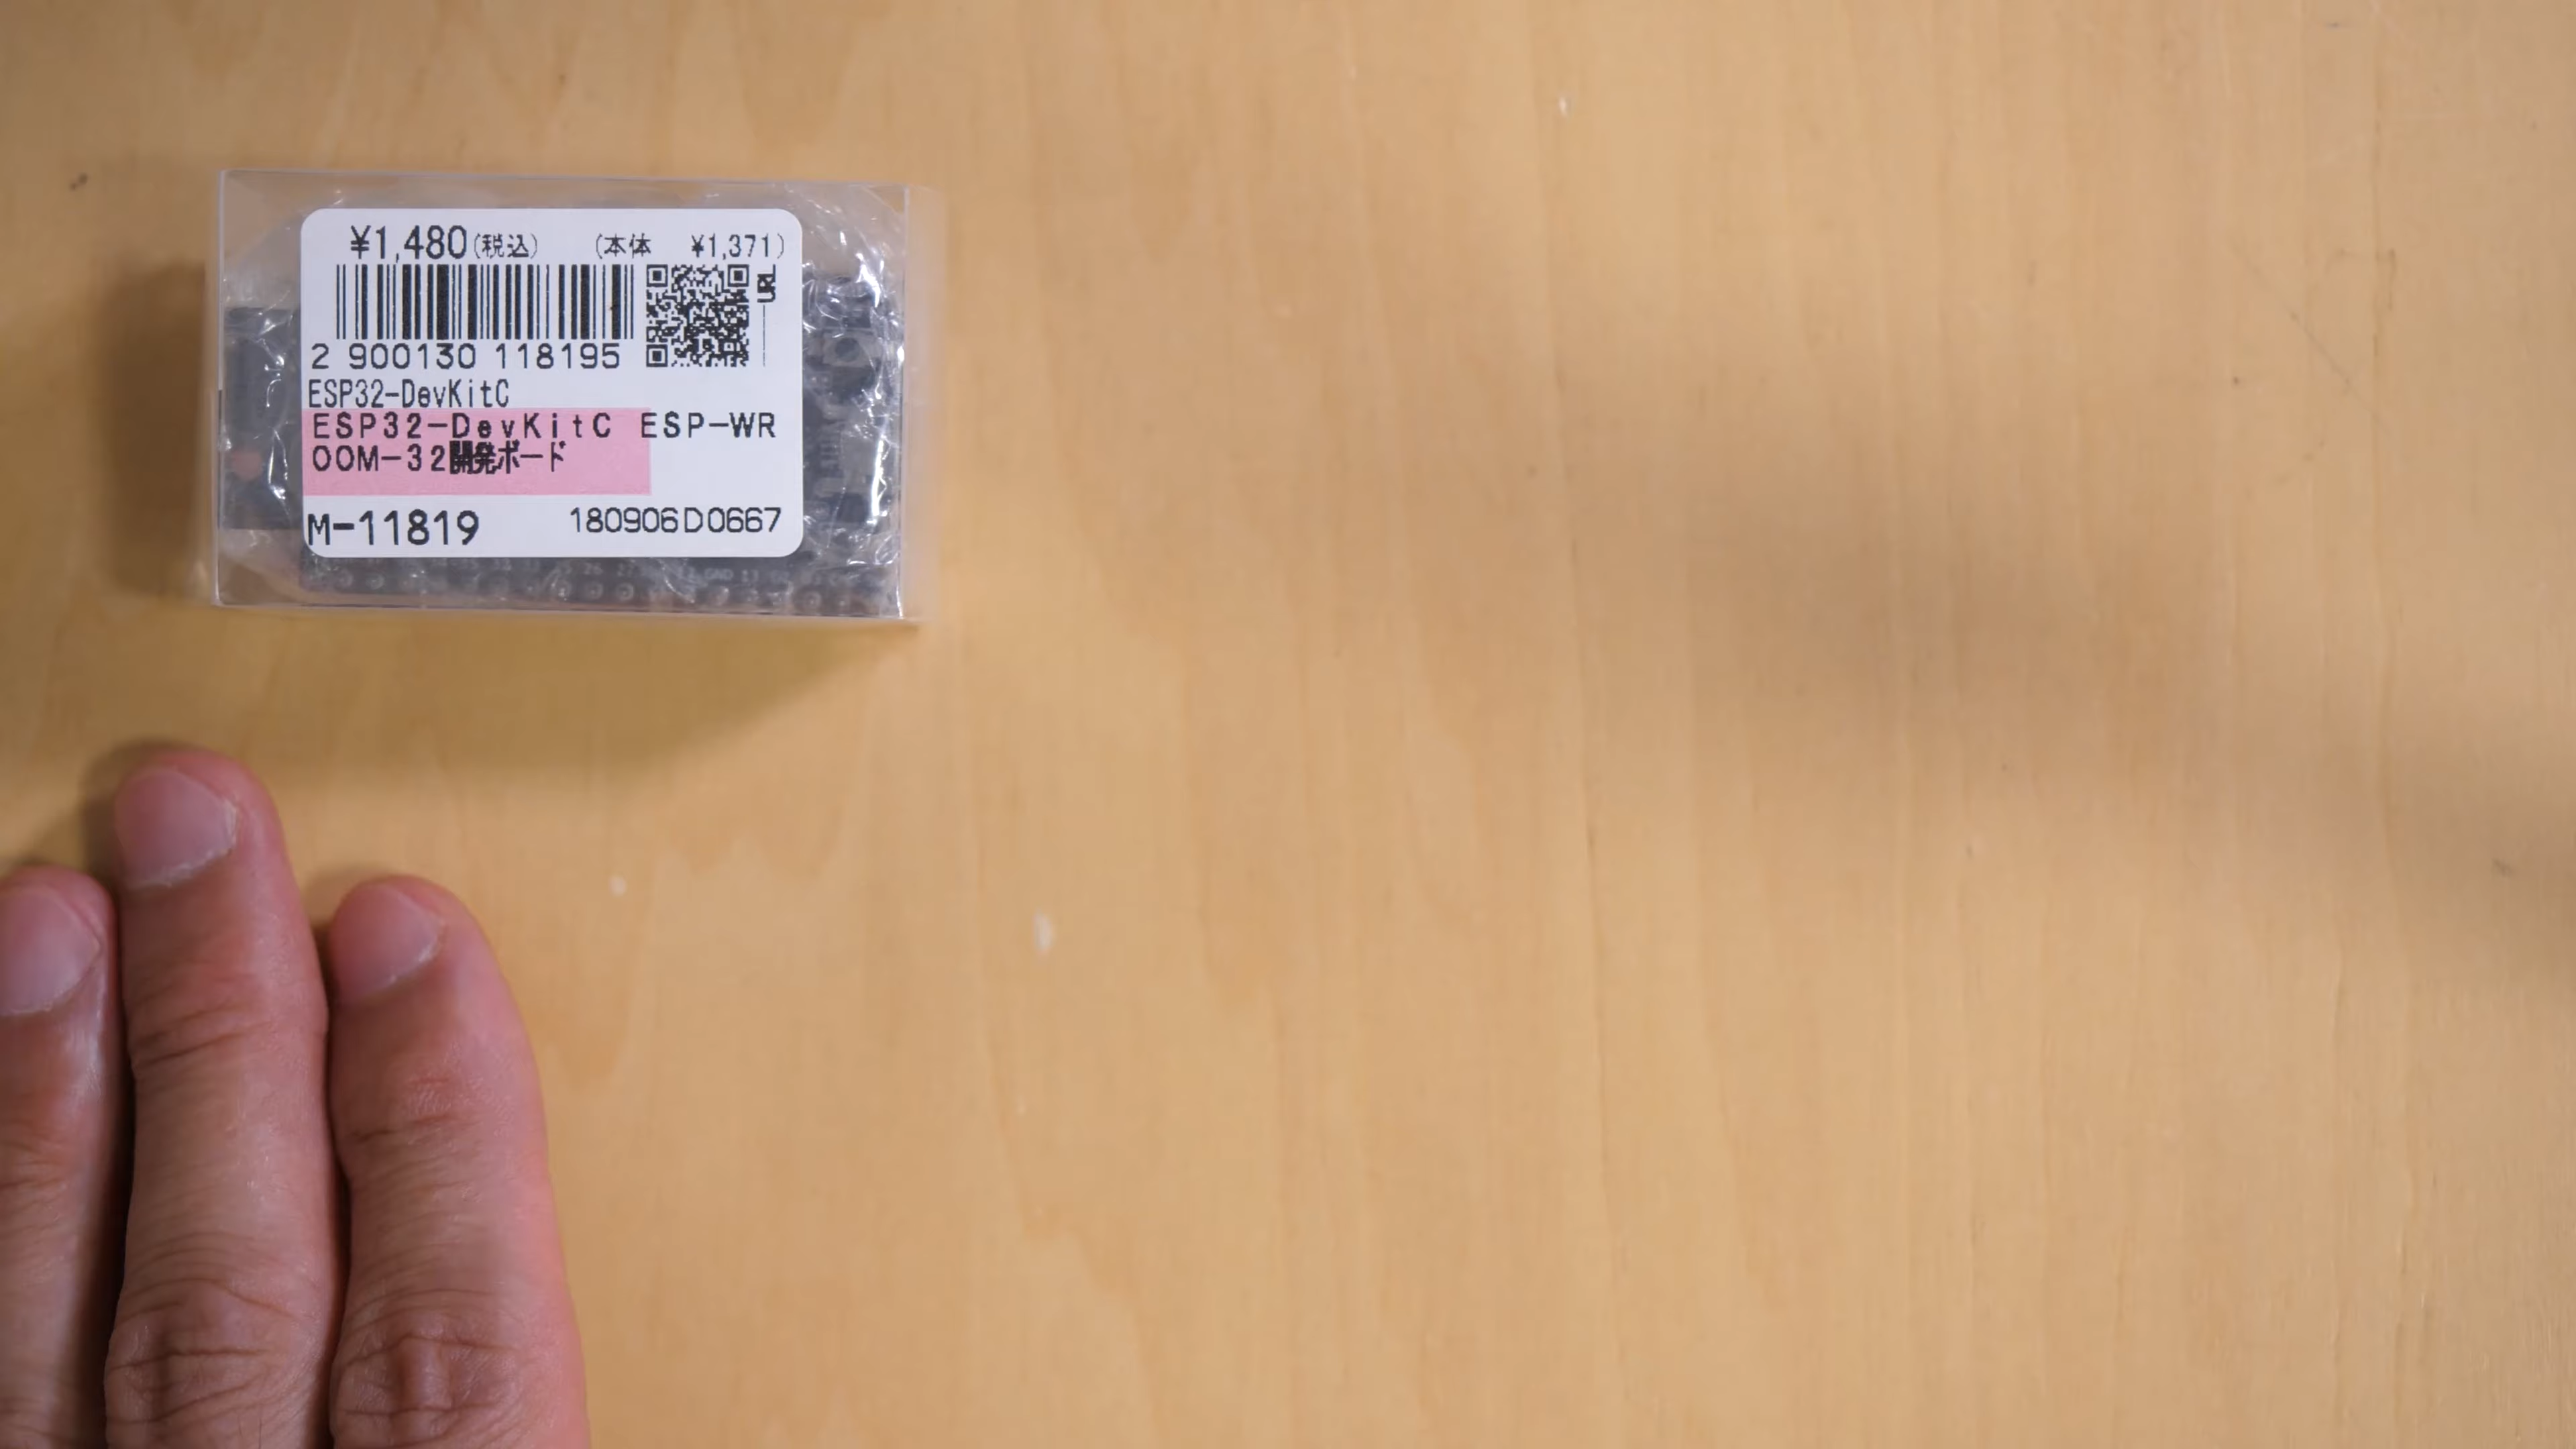 ¥1,480(税込) (本体 ¥1,371)
URL
2 900130 118195
ESP32-DevKitC
ESP32-DevKitC ESP-WR
OOM-32開発ボード
M-11819 180906D0667